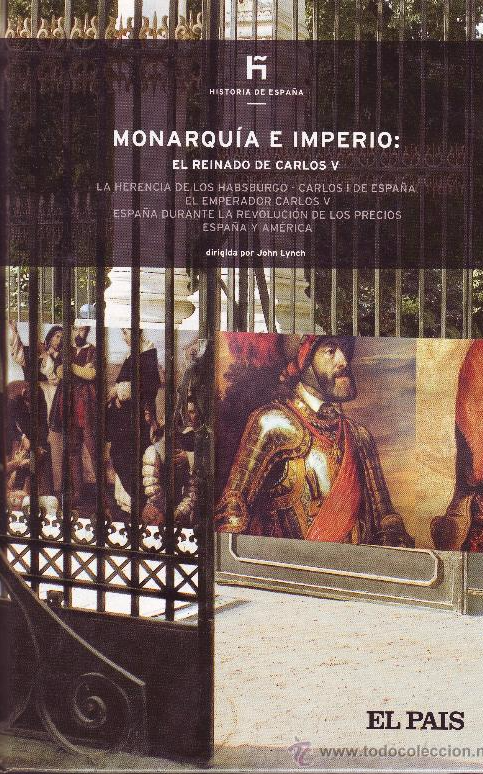 Ñ
HISTORIA DE ESPAÑA
MONARQUÍA E IMPERIO:
EL REINADO DE CARLOS V
LA HERENCIA DE LOS HABSBURGO · CARLOS I DE ESPAÑA
EL EMPERADOR CARLOS V
ESPAÑA DURANTE LA REVOLUCIÓN DE LOS PRECIOS
ESPAÑA Y AMÉRICA
dirigida por John Lynch
EL PAIS
www.todocoleccion.n